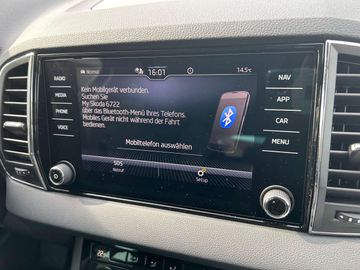 Normal
16:01
14.5°C
RADIO
MEDIA
PHONE
VOICE
Kein Mobilgerät verbunden.
Suchen Sie
My Skoda 6722
über das Bluetooth-Menü Ihres Telefons.
Mobiles Gerät nicht während der Fahrt
bedienen.
Mobiltelefon auswählen
SOS
Notruf
Setup
NAV
APP
CAR
MENU